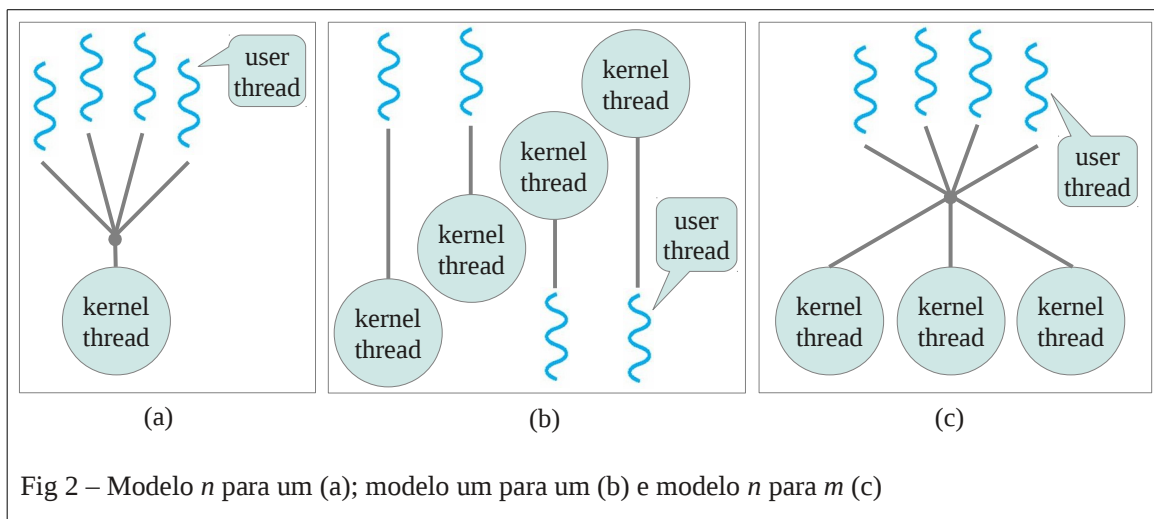 user
thread
kernel
thread
(a)
kernel
thread
kernel
thread
kernel
thread
kernel
thread
user
thread
(b)
user
thread
kernel
thread
kernel
thread
kernel
thread
(c)
Fig 2 – Modelo n para um (a); modelo um para um (b) e modelo n para m (c)